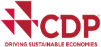 CDP
DRIVING SUSTAINABLE ECONOMIES